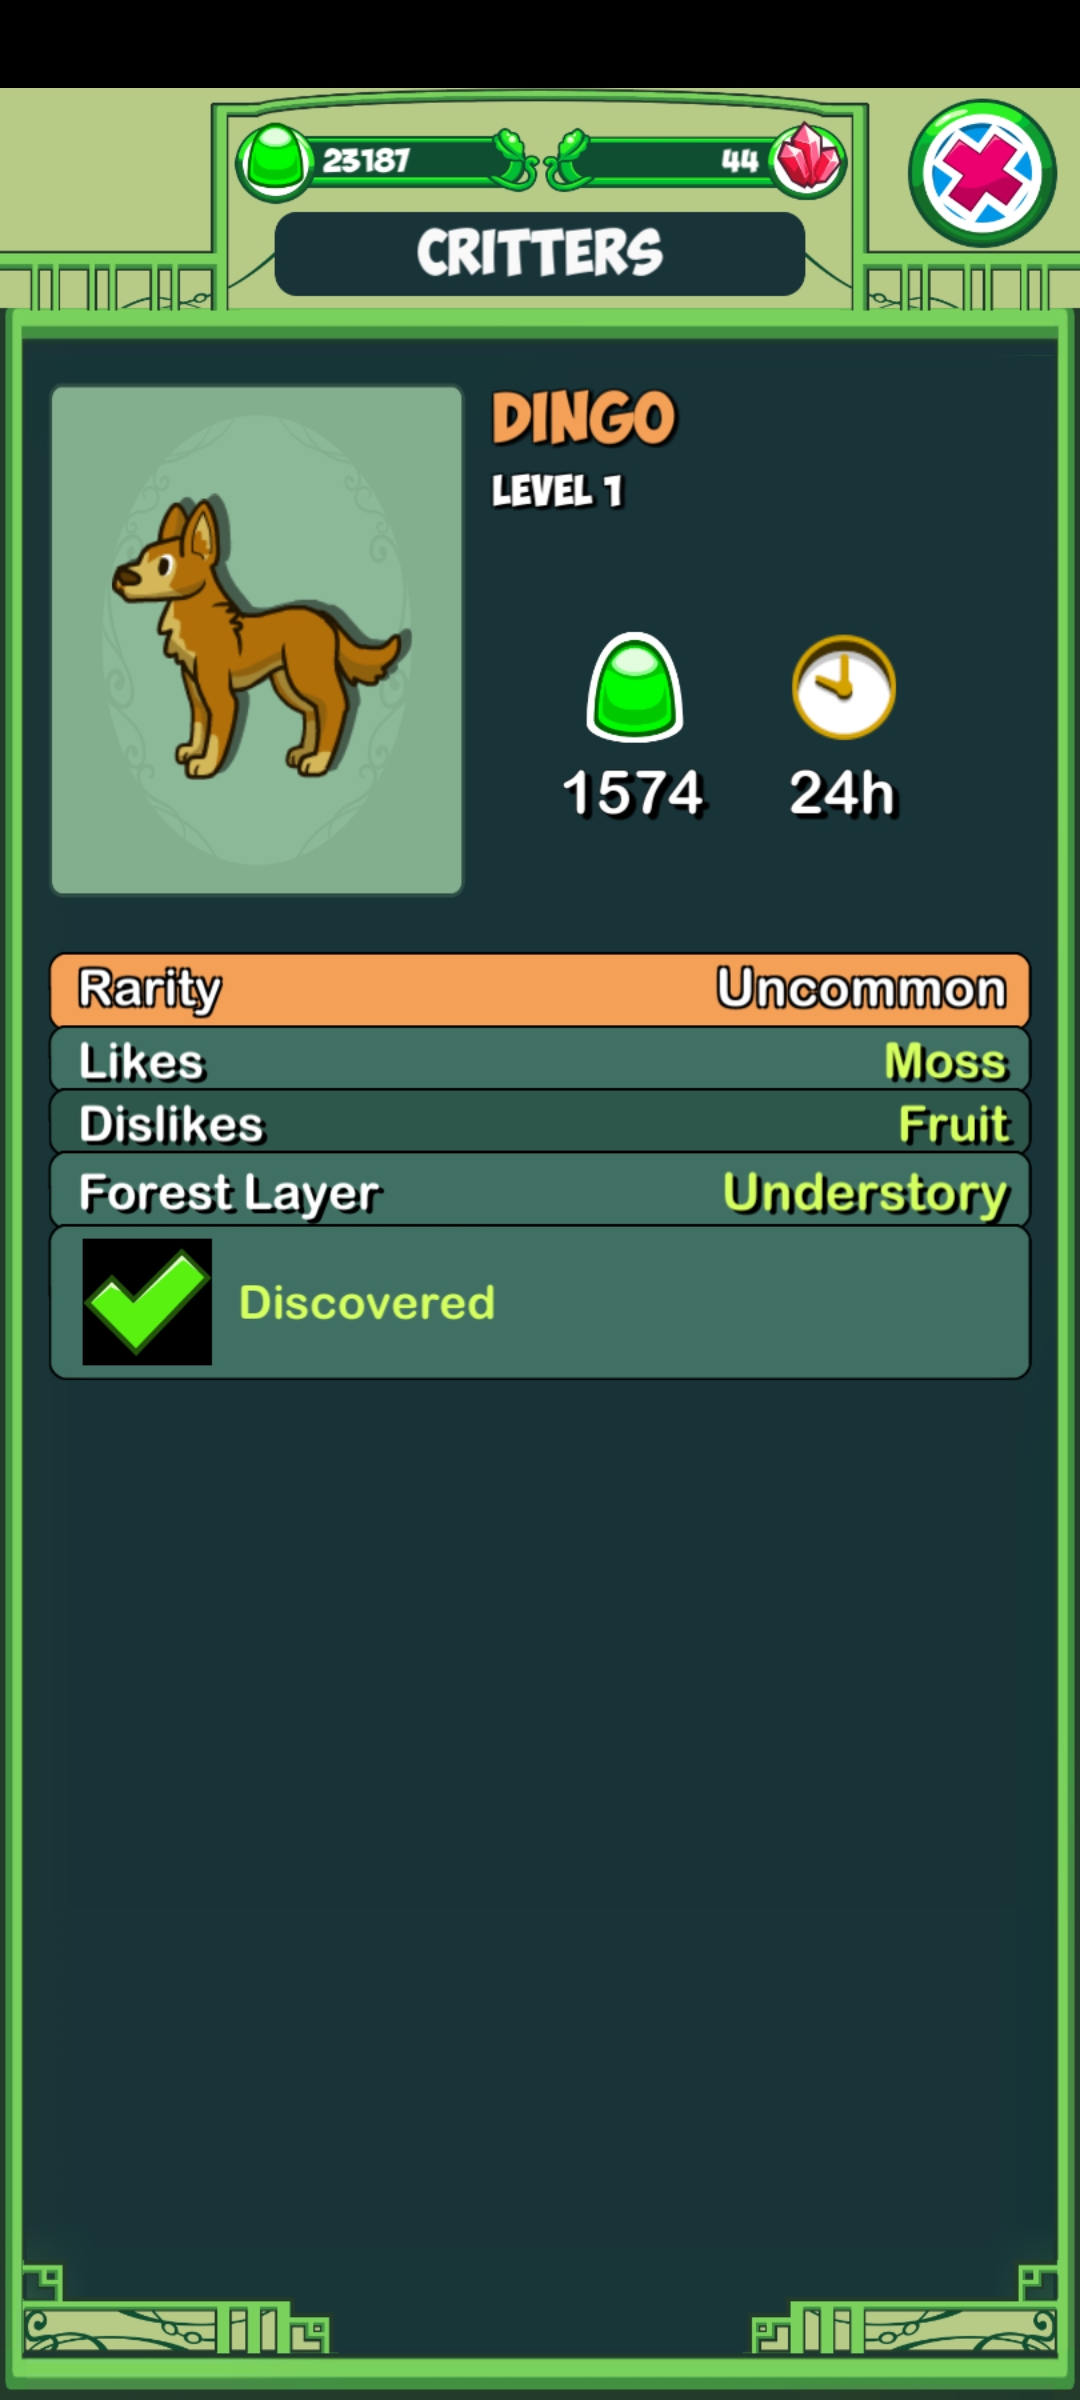 23187 44
CRITTERS
DINGO
LEVEL 1
1574 24h
Rarity Uncommon
Likes Moss
Dislikes Fruit
Forest Layer Understory
Discovered